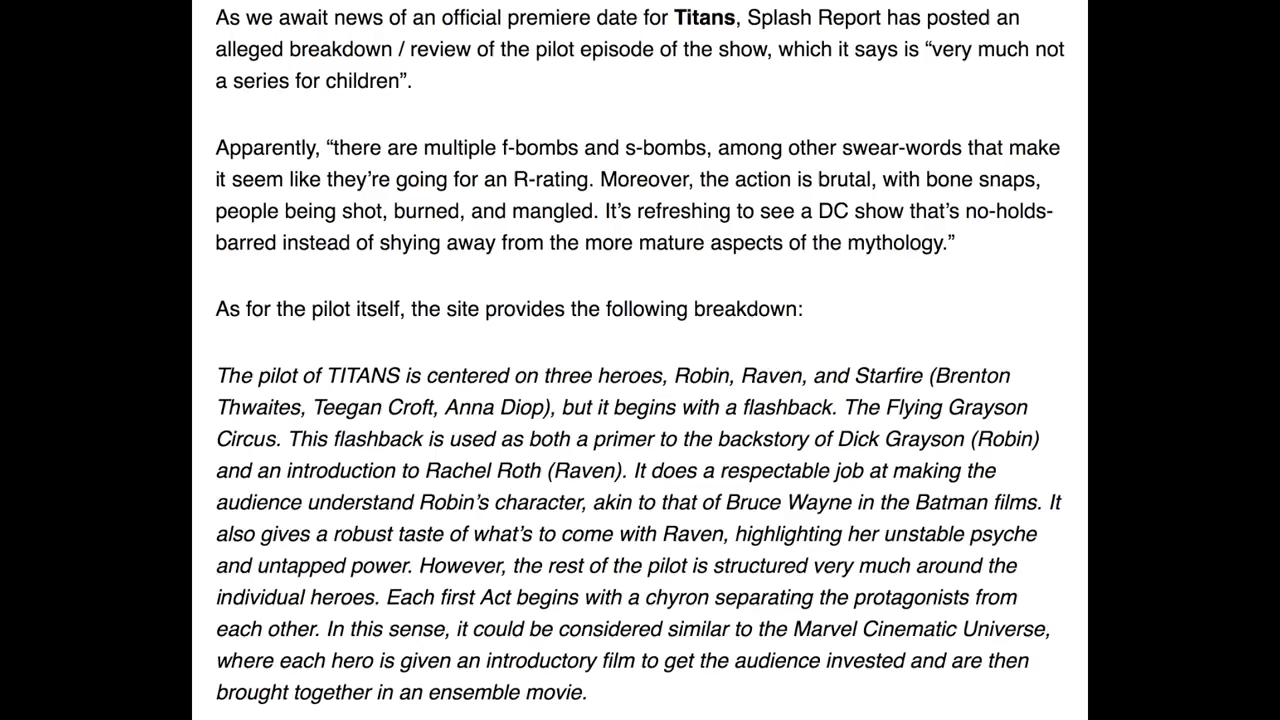 As we await news of an official premiere date for Titans, Splash Report has posted an
alleged breakdown / review of the pilot episode of the show, which it says is “very much not
a series for children”.
Apparently, “there are multiple f-bombs and s-bombs, among other swear-words that make
it seem like they’re going for an R-rating. Moreover, the action is brutal, with bone snaps,
people being shot, burned, and mangled. It’s refreshing to see a DC show that’s no-holds-
barred instead of shying away from the more mature aspects of the mythology.”
As for the pilot itself, the site provides the following breakdown:
The pilot of TITANS is centered on three heroes, Robin, Raven, and Starfire (Brenton
Thwaites, Teegan Croft, Anna Diop), but it begins with a flashback. The Flying Grayson
Circus. This flashback is used as both a primer to the backstory of Dick Grayson (Robin)
and an introduction to Rachel Roth (Raven). It does a respectable job at making the
audience understand Robin’s character, akin to that of Bruce Wayne in the Batman films. It
also gives a robust taste of what’s to come with Raven, highlighting her unstable psyche
and untapped power. However, the rest of the pilot is structured very much around the
individual heroes. Each first Act begins with a chyron separating the protagonists from
each other. In this sense, it could be considered similar to the Marvel Cinematic Universe,
where each hero is given an introductory film to get the audience invested and are then
brought together in an ensemble movie.